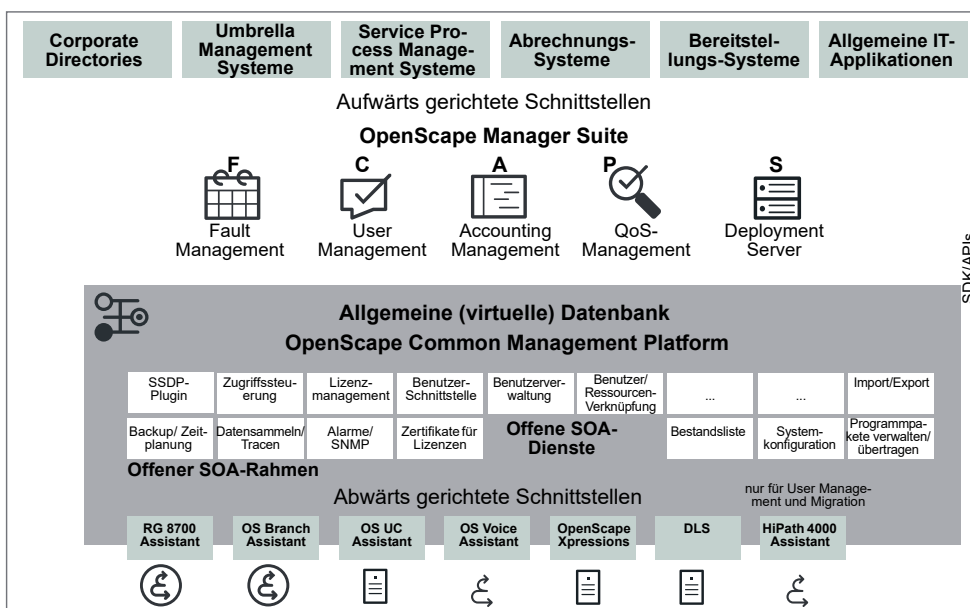 Corporate
Directories
Umbrella
Management
Systeme
Service Pro-
cess Manage-
ment Systeme
Abrechnungs-
Systeme
Bereitstel-
lungs-Systeme
Allgemeine IT-
Applikationen
Aufwärts gerichtete Schnittstellen
OpenScape Manager Suite
F
C
A
P
S
Fault
Management
User
Management
Accounting
Management
QoS-
Management
Deployment
Server
SDK/APIs
Allgemeine (virtuelle) Datenbank
OpenScape Common Management Platform
SSDP-
Plugin
Zugriffssteu-
erung
Lizenz-
management
Benutzer-
Schnittstelle
Benutzerver-
waltung
Benutzer/
Ressourcen-
Verknüpfung
...
...
Import/Export
Backup/ Zeit-
planung
Datensammeln/
Tracen
Alarme/
SNMP
Zertifikate für
Lizenzen
Offene SOA-
Dienste
Bestandsliste
System-
konfiguration
Programmpa-
kete verwalten/
übertragen
Offener SOA-Rahmen
Abwärts gerichtete Schnittstellen
nur für User Manage-
ment und Migration
RG 8700
Assistant
OS Branch
Assistant
OS UC
Assistant
OS Voice
Assistant
OpenScape
Xpressions
DLS
HiPath 4000
Assistant